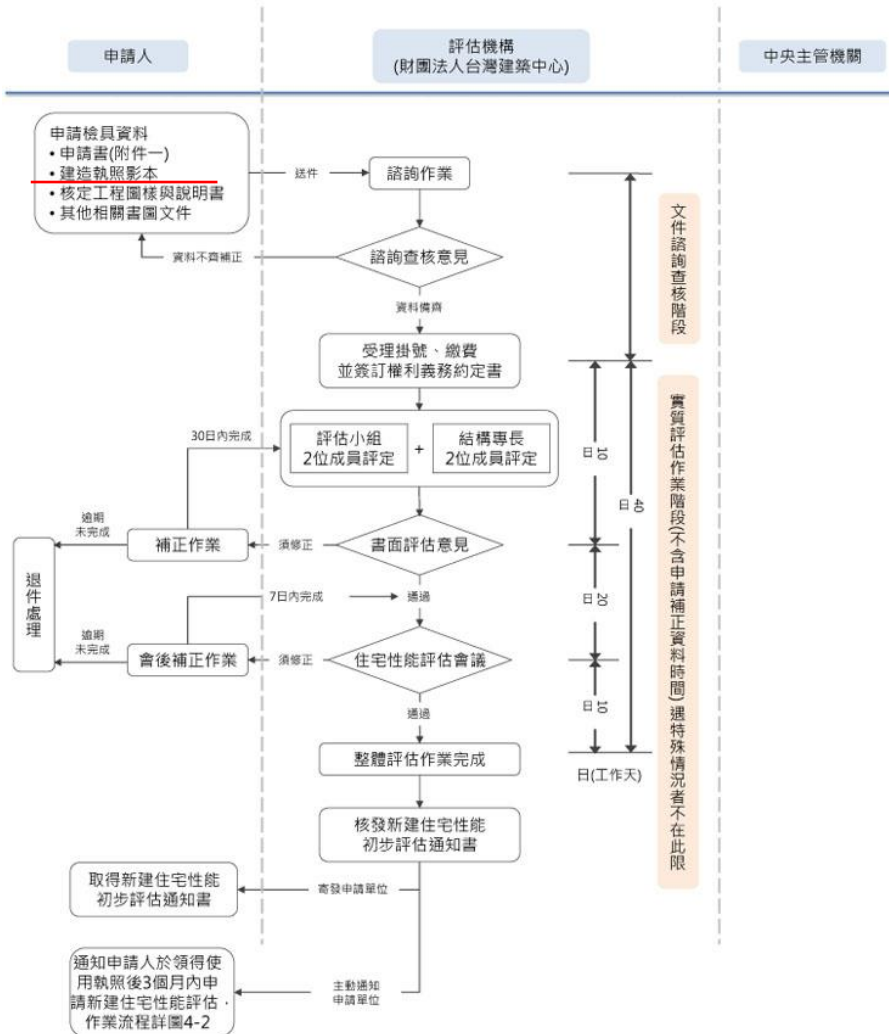 申請人
評估機構
(財團法人台灣建築中心)
中央主管機關
申請檢具資料
• 申請書(附件一)
• 建造執照影本
• 核定工程圖樣與說明書
• 其他相關書圖文件
送件
諮詢作業
資料不齊補正
諮詢查核意見
資料備齊
文件諮詢查核階段
受理掛號、繳費
並簽訂權利義務約定書
30日內完成
評估小組
2位成員評定
+
結構專長
2位成員評定
10日
40日
實質評估作業階段(不含申請補正資料時間)遇特殊情況者不在此限
逾期
未完成
補正作業
須修正
書面評估意見
退件處理
7日內完成
通過
20日
逾期
未完成
會後補正作業
須修正
住宅性能評估會議
通過
10日
整體評估作業完成
日(工作天)
核發新建住宅性能
初步評估通知書
取得新建住宅性能
初步評估通知書
寄發申請單位
通知申請人於領得使
用執照後3個月內申
請新建住宅性能評估，
作業流程詳圖4-2
主動通知
申請單位